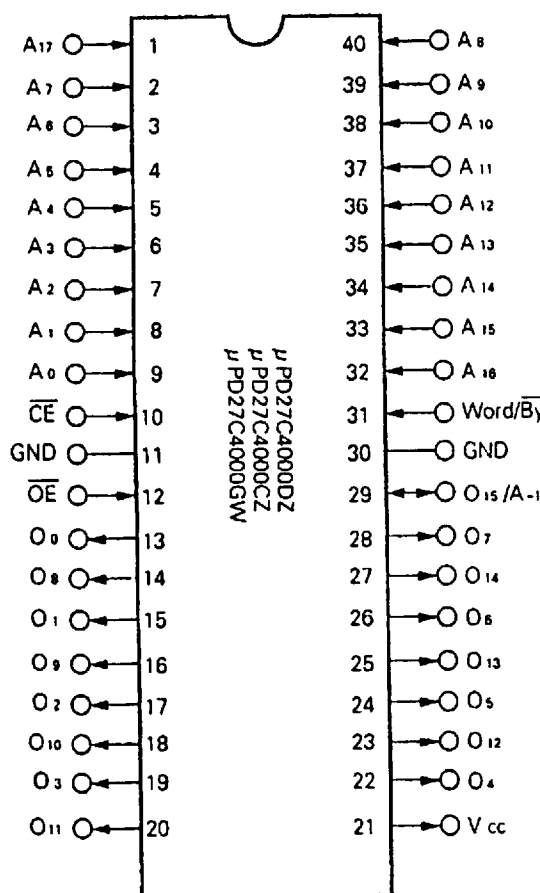 A17 1 40 A8
A7 2 39 A9
A6 3 38 A10
A5 4 37 A11
A4 5 36 A12
A3 6 35 A13
A2 7 34 A14
A1 8 33 A15
A0 9 32 A16
C̅E̅ 10 31 Word/B̅y̅
GND 11 30 GND
O̅E̅ 12 29 O15/A-1
O0 13 28 O7
O8 14 27 O14
O1 15 26 O6
O9 16 25 O13
O2 17 24 O5
O10 18 23 O12
O3 19 22 O4
O11 20 21 Vcc
μPD27C4000DZ
μPD27C4000CZ
μPD27C4000GW